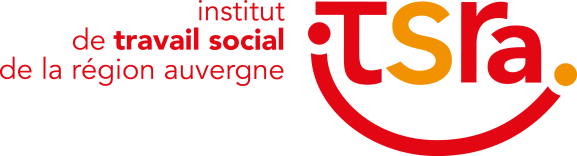 institut
de travail social
de la région auvergne
itsra.